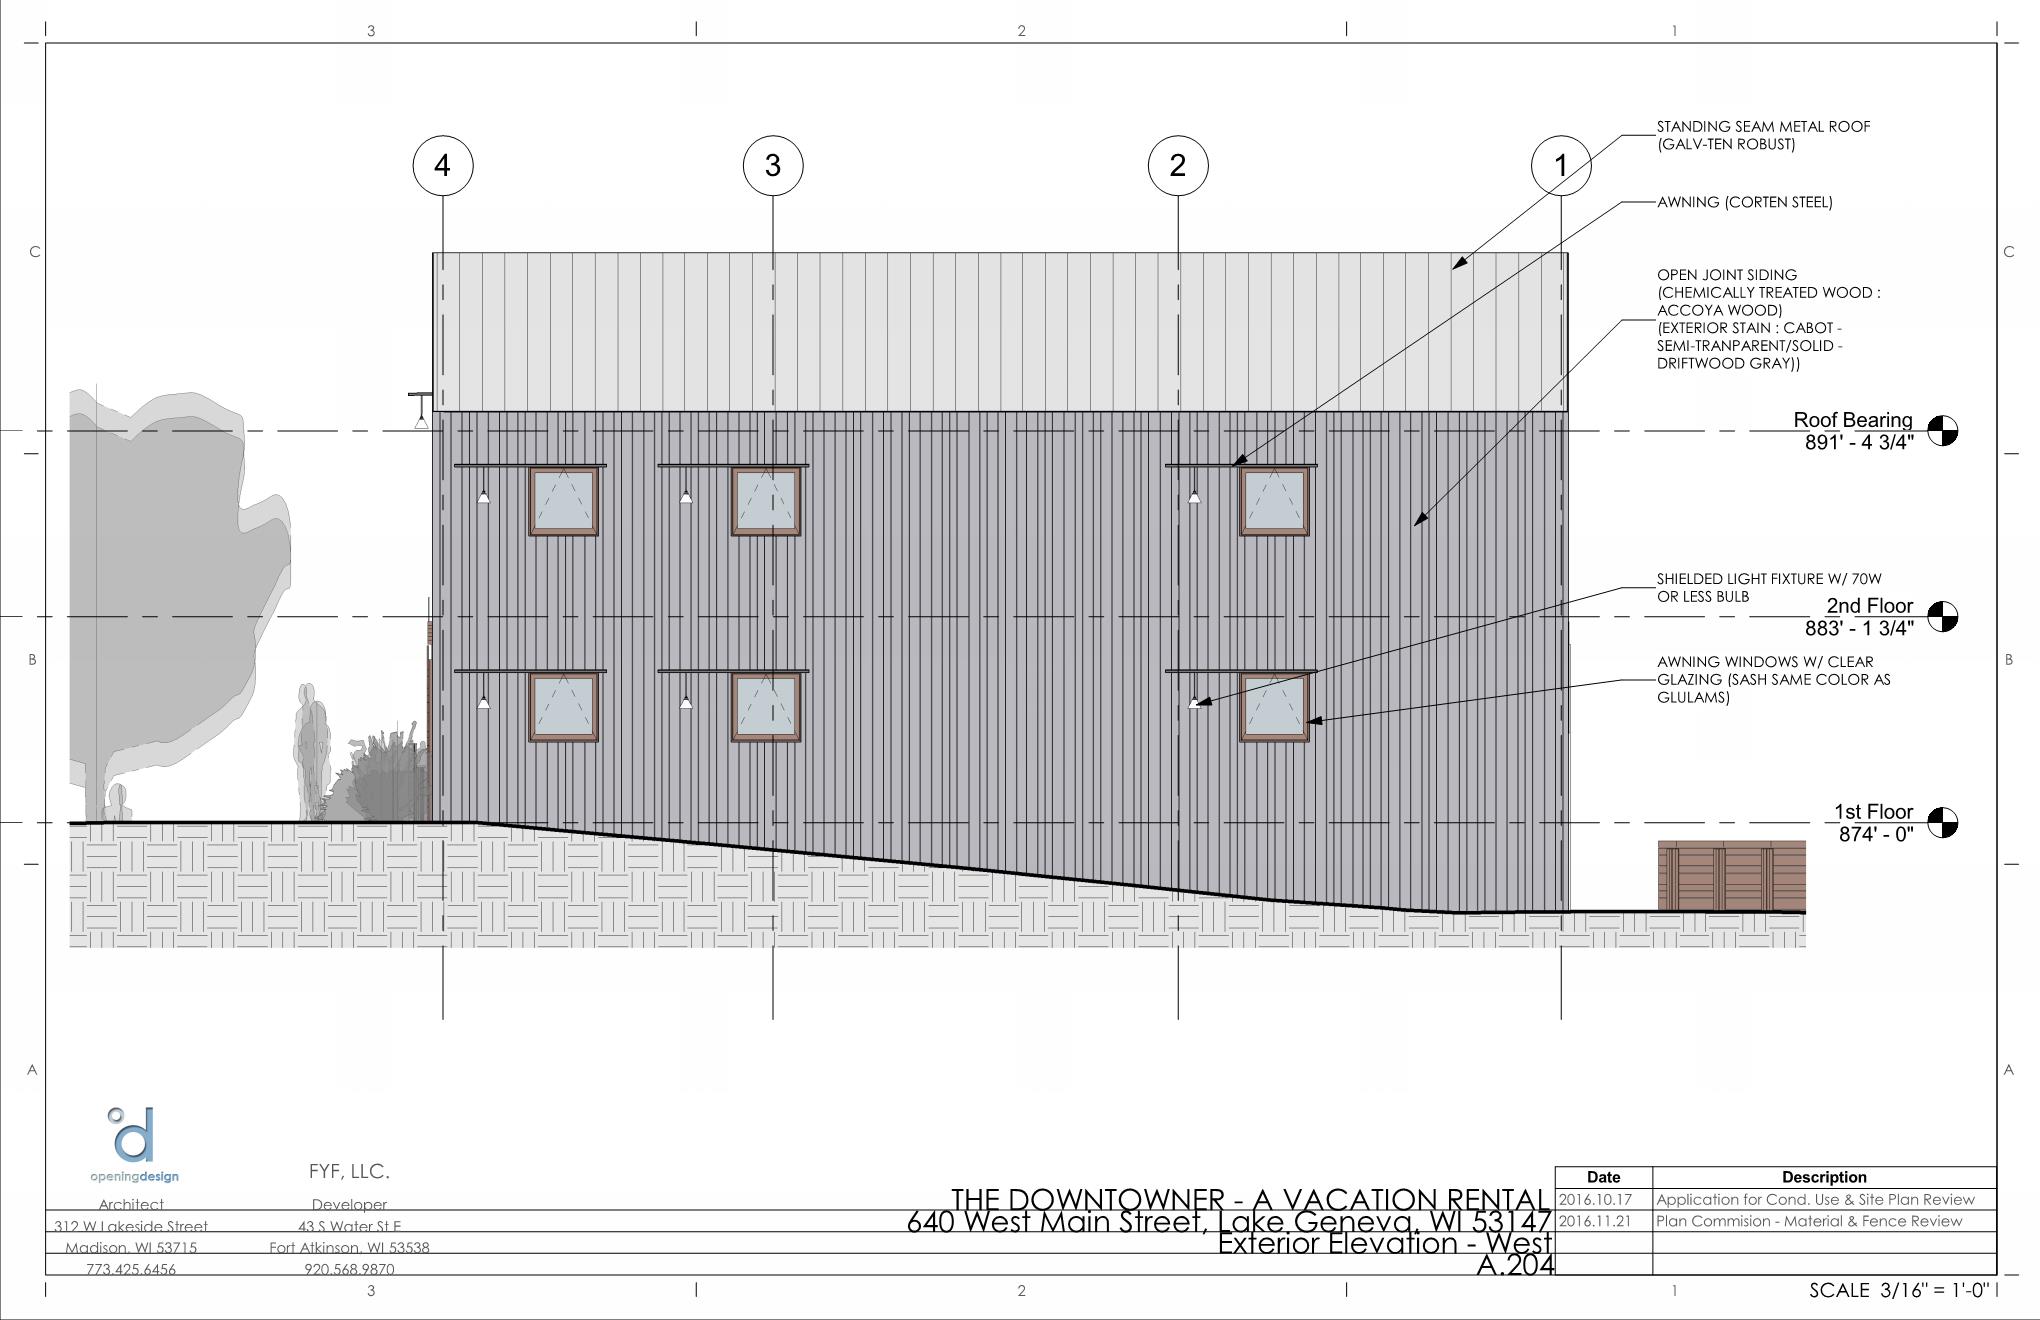 3 2 1
STANDING SEAM METAL ROOF
(GALV-TEN ROBUST)
4 3 2 1
AWNING (CORTEN STEEL)
C C
OPEN JOINT SIDING
(CHEMICALLY TREATED WOOD :
ACCOYA WOOD)
(EXTERIOR STAIN : CABOT -
SEMI-TRANPARENT/SOLID -
DRIFTWOOD GRAY))
Roof Bearing
891' - 4 3/4"
SHIELDED LIGHT FIXTURE W/ 70W
OR LESS BULB
2nd Floor
883' - 1 3/4"
B B
AWNING WINDOWS W/ CLEAR
GLAZING (SASH SAME COLOR AS
GLULAMS)
1st Floor
874' - 0"
A A
d
openingdesign
Architect
312 W Lakeside Street
Madison, WI 53715
773.425.6456
FYF, LLC.
Developer
43 S Water St E
Fort Atkinson, WI 53538
920.568.9870
THE DOWNTOWNER - A VACATION RENTAL
640 West Main Street, Lake Geneva, WI 53147
Exterior Elevation - West
A.204
Date Description
2016.10.17 Application for Cond. Use & Site Plan Review
2016.11.21 Plan Commision - Material & Fence Review
3 2 1
SCALE 3/16" = 1'-0"